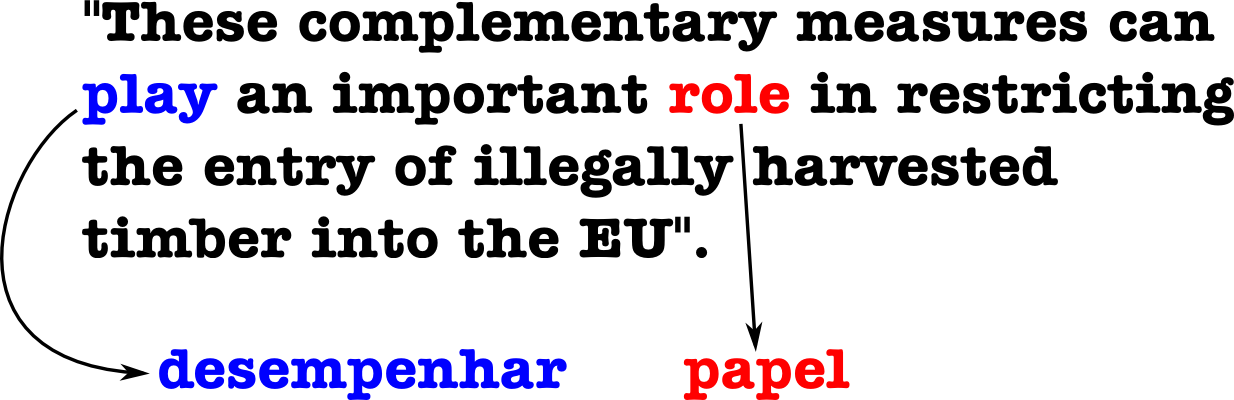 "These complementary measures can
play an important role in restricting
the entry of illegally harvested
timber into the EU".
desempenhar papel